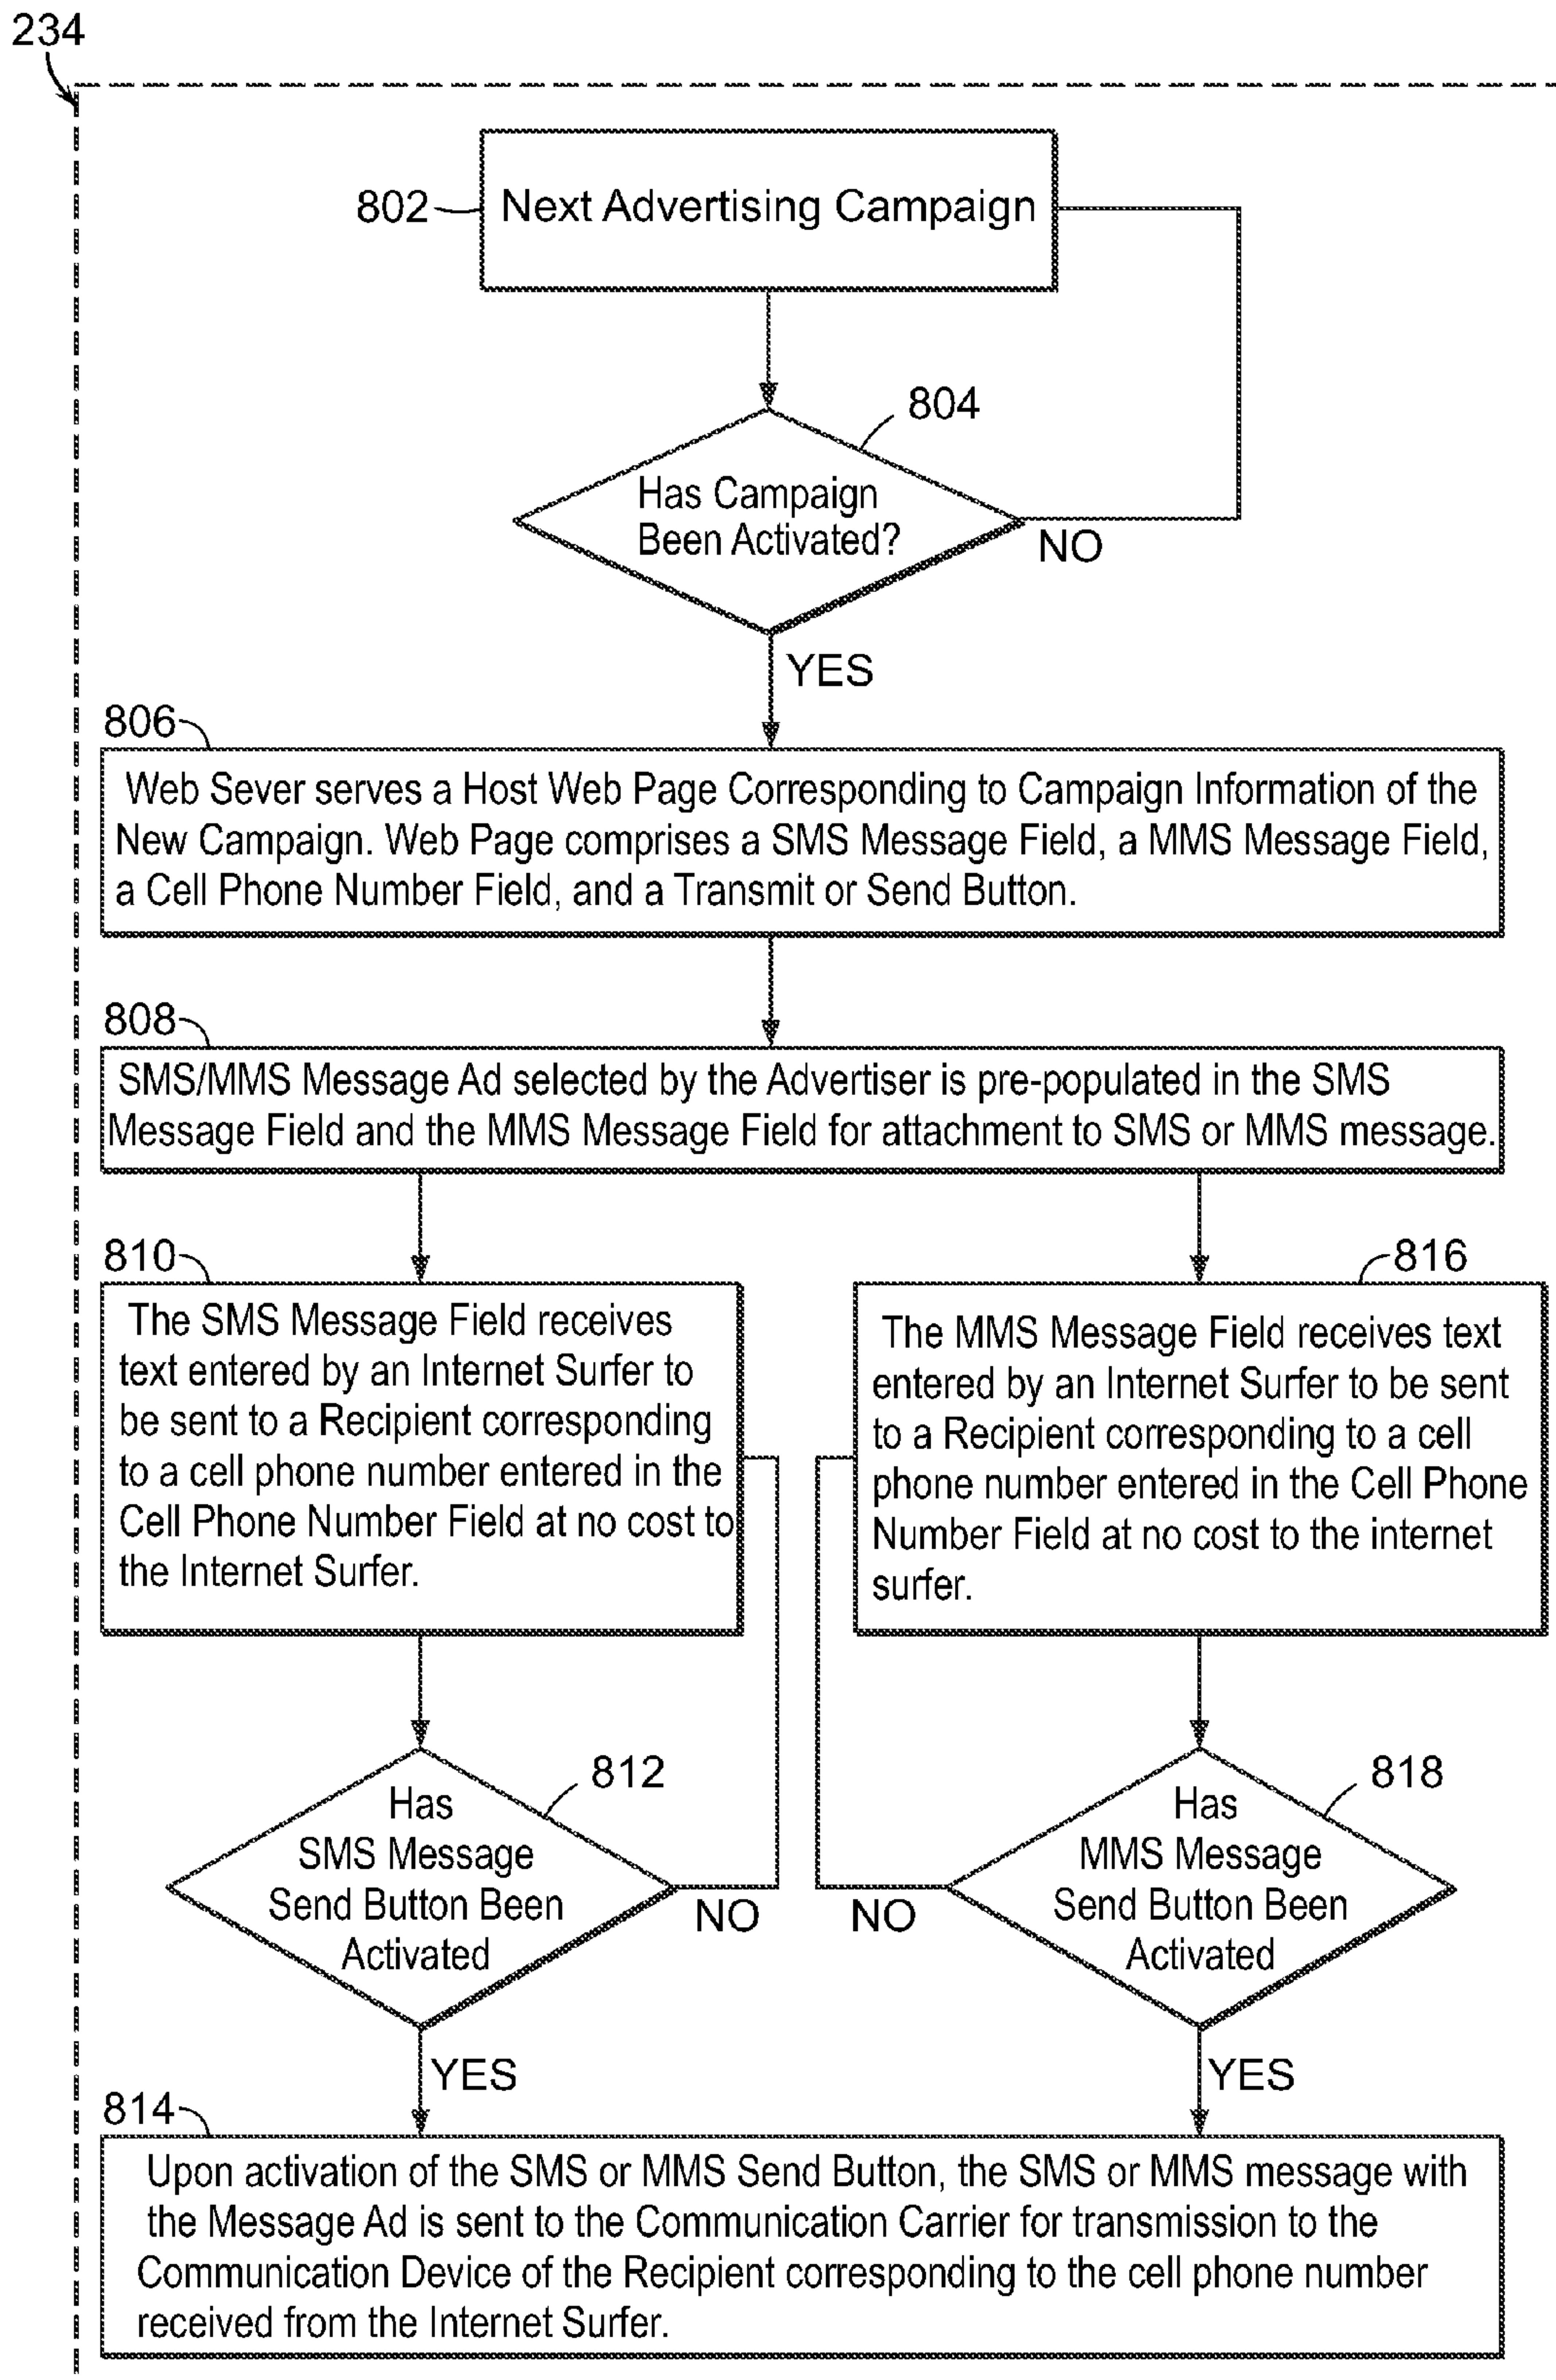 234
802
Next Advertising Campaign
804
Has Campaign
Been Activated?
NO
YES
806
Web Sever serves a Host Web Page Corresponding to Campaign Information of the
New Campaign. Web Page comprises a SMS Message Field, a MMS Message Field,
a Cell Phone Number Field, and a Transmit or Send Button.
808
SMS/MMS Message Ad selected by the Advertiser is pre-populated in the SMS
Message Field and the MMS Message Field for attachment to SMS or MMS message.
810
The SMS Message Field receives
text entered by an Internet Surfer to
be sent to a Recipient corresponding
to a cell phone number entered in the
Cell Phone Number Field at no cost to
the Internet Surfer.
816
The MMS Message Field receives text
entered by an Internet Surfer to be sent
to a Recipient corresponding to a cell
phone number entered in the Cell Phone
Number Field at no cost to the internet
surfer.
812
Has
SMS Message
Send Button Been
Activated
NO
YES
818
Has
MMS Message
Send Button Been
Activated
NO
YES
814
Upon activation of the SMS or MMS Send Button, the SMS or MMS message with
the Message Ad is sent to the Communication Carrier for transmission to the
Communication Device of the Recipient corresponding to the cell phone number
received from the Internet Surfer.